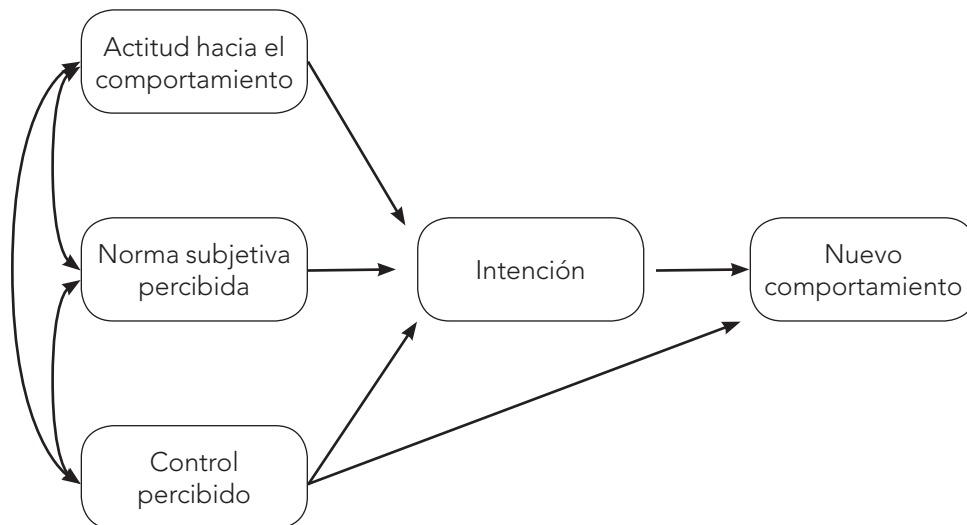 Actitud hacia el
comportamiento
Norma subjetiva
percibida
Intención
Nuevo
comportamiento
Control
percibido